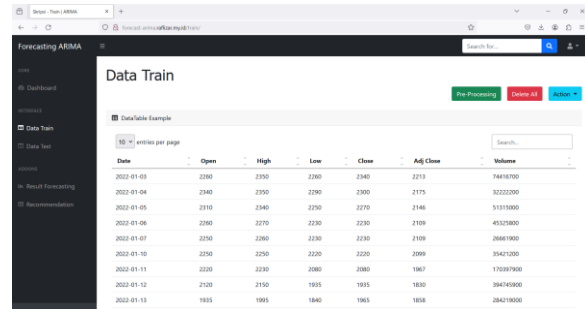 Skripsi - Train | ARIMA
forecast-arima.raflizar.my.id/train/
Forecasting ARIMA
Search for...
CORE
Dashboard
Data Train
Pre-Processing Delete All Action
INTERFACE
Data Train
Data Test
DataTable Example
10 entries per page
Search...
ADDONS
Result Forecasting
Recommendation
Date Open High Low Close Adj Close Volume
2022-01-03 2260 2350 2260 2340 2213 74416700
2022-01-04 2340 2350 2290 2300 2175 32222200
2022-01-05 2310 2340 2250 2270 2146 51315000
2022-01-06 2260 2270 2230 2230 2109 45325800
2022-01-07 2250 2260 2230 2230 2109 26661900
2022-01-10 2250 2250 2220 2220 2099 35421200
2022-01-11 2220 2230 2080 2080 1967 170397900
2022-01-12 2120 2150 1935 1935 1830 394745900
2022-01-13 1935 1995 1840 1965 1858 284219000